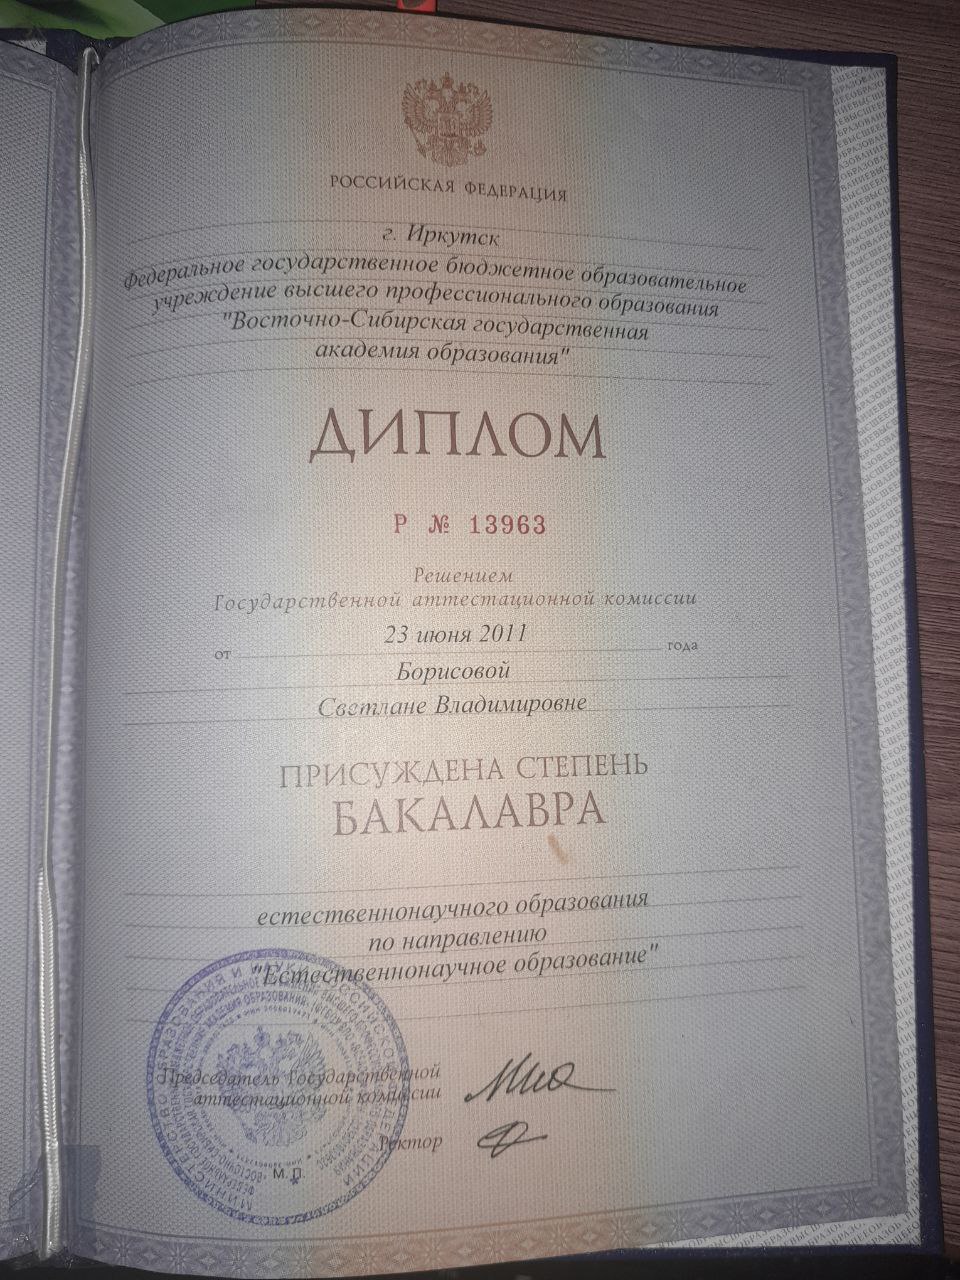 РОССИЙСКАЯ ФЕДЕРАЦИЯ
г. Иркутск
Федеральное государственное бюджетное образовательное
учреждение высшего профессионального образования
"Восточно-Сибирская государственная
академия образования"
ДИПЛОМ
Р № 13963
Решением
Государственной аттестационной комиссии
от 23 июня 2011 года
Борисовой
Светлане Владимировне
ПРИСУЖДЕНА СТЕПЕНЬ
БАКАЛАВРА
естественнонаучного образования
по направлению
"Естественнонаучное образование"
Председатель Государственной
аттестационной комиссии
Ректор
М.П.